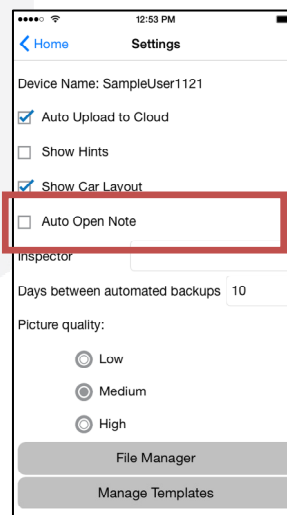 12:53 PM
Home Settings
Device Name: SampleUser1121
Auto Upload to Cloud
Show Hints
Show Car Layout
Auto Open Note
Inspector
Days between automated backups 10
Picture quality:
Low
Medium
High
File Manager
Manage Templates